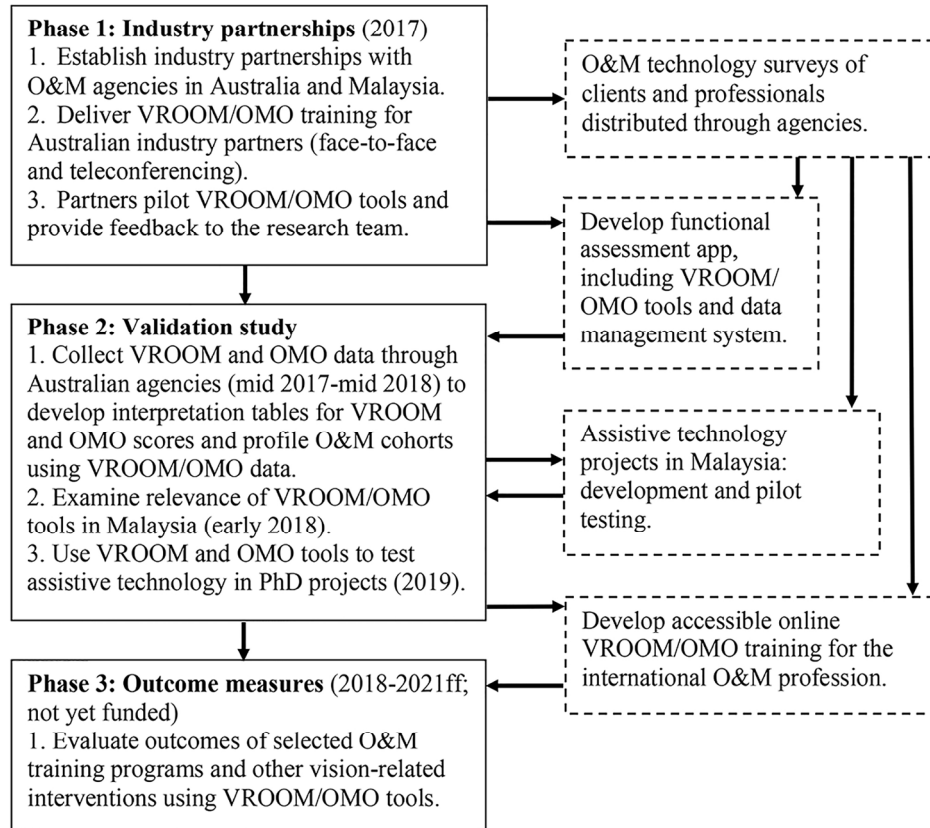 Phase 1: Industry partnerships (2017)
1. Establish industry partnerships with
O&M agencies in Australia and Malaysia.
2. Deliver VROOM/OMO training for
Australian industry partners (face-to-face
and teleconferencing).
3. Partners pilot VROOM/OMO tools and
provide feedback to the research team.
O&M technology surveys of
clients and professionals
distributed through agencies.
Develop functional
assessment app,
including VROOM/
OMO tools and data
management system.
Phase 2: Validation study
1. Collect VROOM and OMO data through
Australian agencies (mid 2017-mid 2018) to
develop interpretation tables for VROOM
and OMO scores and profile O&M cohorts
using VROOM/OMO data.
2. Examine relevance of VROOM/OMO
tools in Malaysia (early 2018).
3. Use VROOM and OMO tools to test
assistive technology in PhD projects (2019).
Assistive technology
projects in Malaysia:
development and pilot
testing.
Develop accessible online
VROOM/OMO training for the
international O&M profession.
Phase 3: Outcome measures (2018-2021ff;
not yet funded)
1. Evaluate outcomes of selected O&M
training programs and other vision-related
interventions using VROOM/OMO tools.